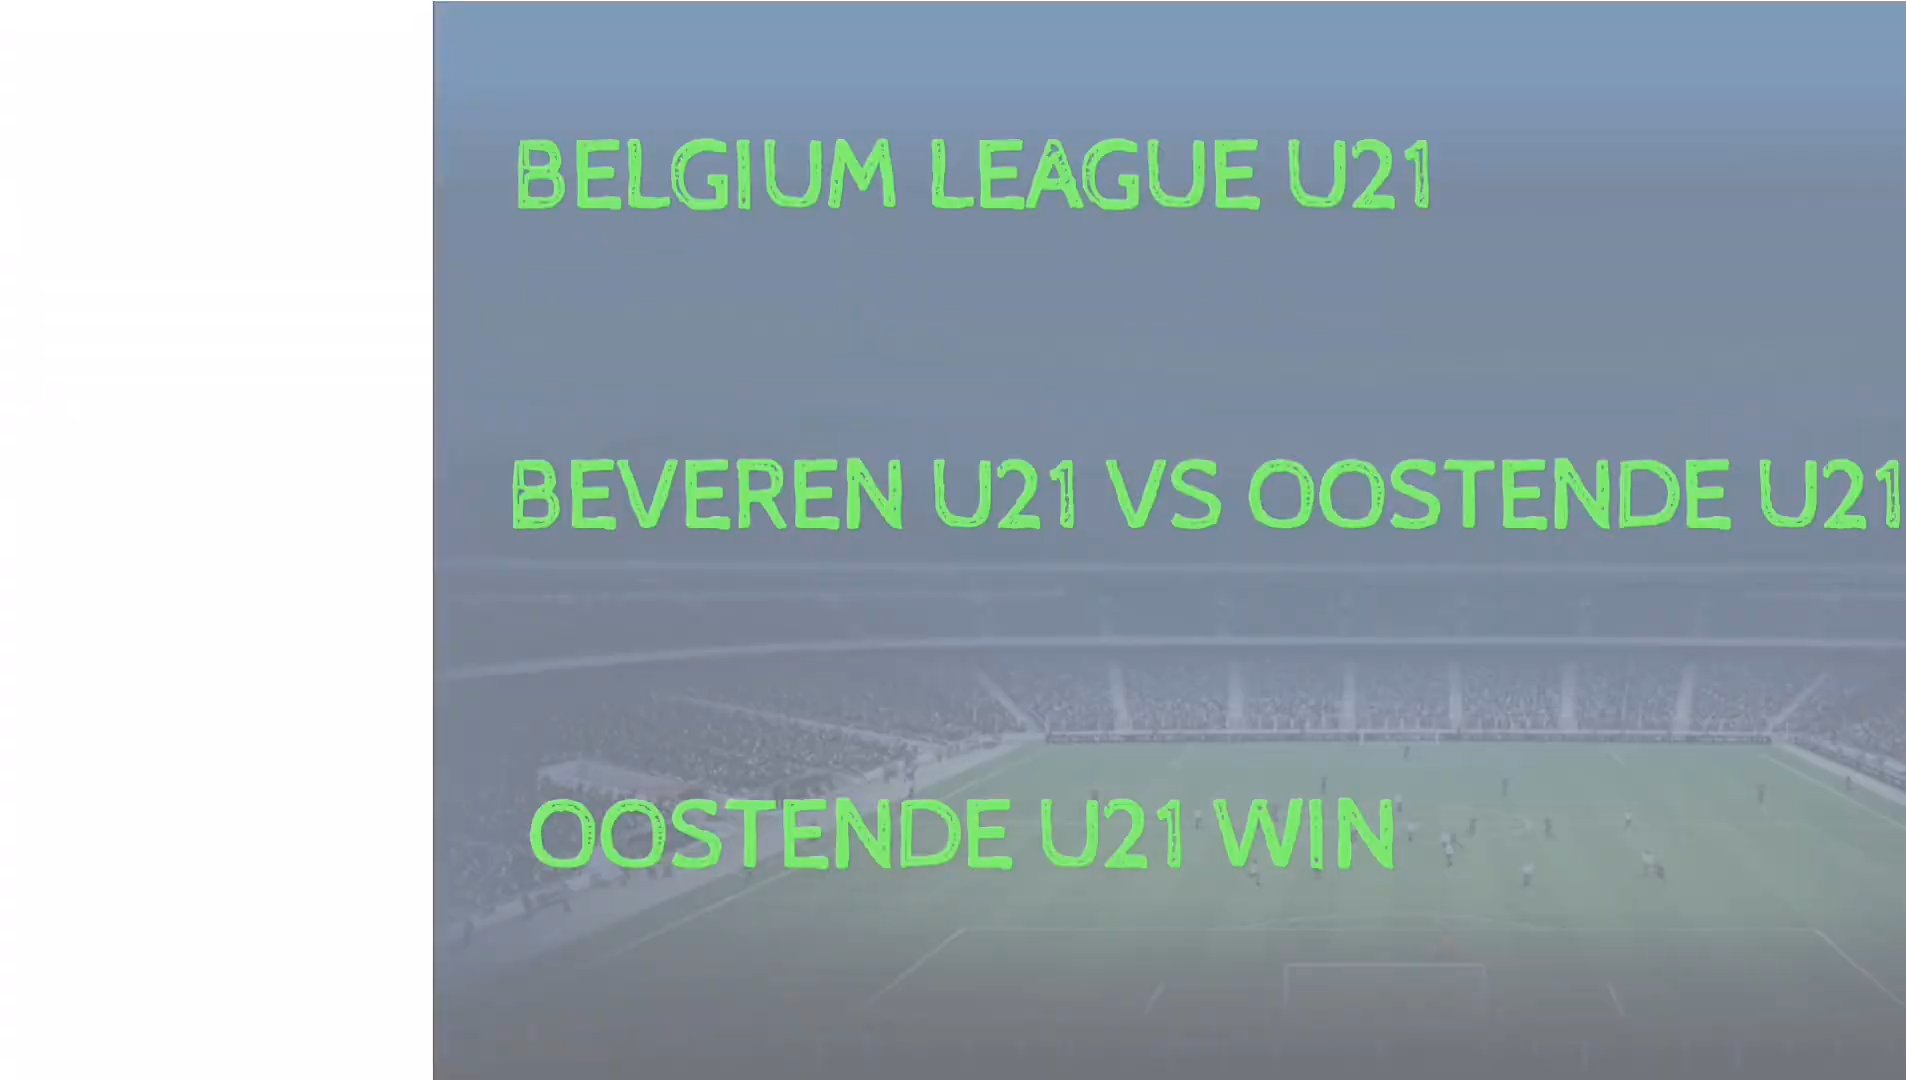 BELGIUM LEAGUE U21
BEVEREN U21 VS OOSTENDE U21
OOSTENDE U21 WIN